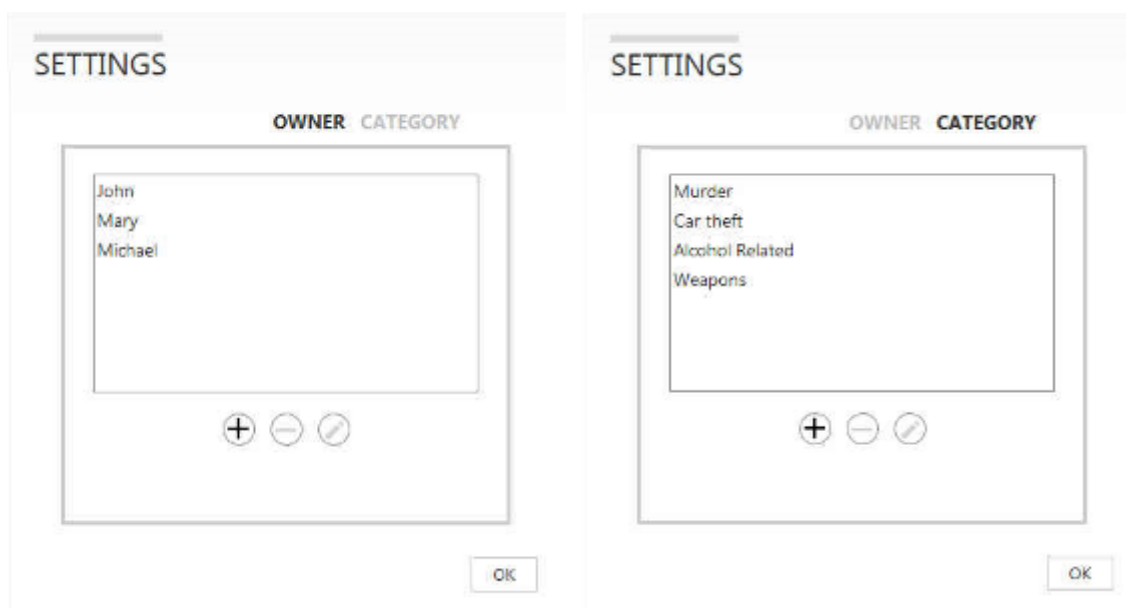 SETTINGS
OWNER CATEGORY
John
Mary
Michael
OK
SETTINGS
OWNER CATEGORY
Murder
Car theft
Alcohol Related
Weapons
OK